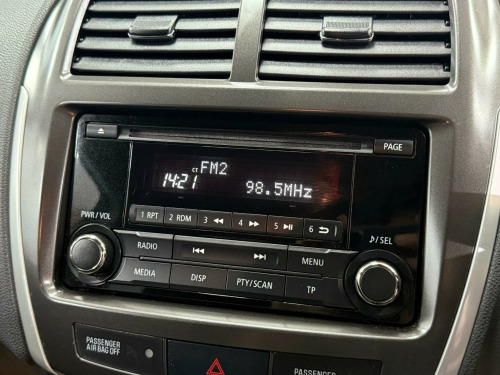 PAGE
CT FM2
14:21
98.5MHz
PWR / VOL
1 RPT 2 RDM 3 4 5 6
♪/SEL
RADIO
MENU
MEDIA DISP PTY/SCAN TP
PASSENGER
AIR BAG OFF
PASSENGER